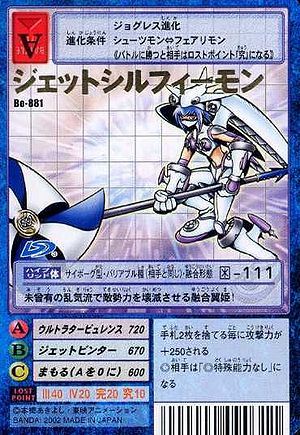 V
ジョグレス進化
進化条件
シューツモン⇔フェアリモン
《バトルに勝つと相手はロストポイント「究」になる》
ジェットシルフィーモン
Bo-881
サイボーグ型・バリアブル種(相手と同じ)・融合形態
-111
未曾有の乱気流で敵勢力を壊滅させる融合翼姫!
A ウルトラタービュレンス 720
B ジェットピンター 670
C まもる(Aを0に) 600
手札2枚を捨てる毎に攻撃力が
+250される
◎相手は「◎特殊能力なし」に
なる
LOST POINT Ⅲ40 Ⅳ20 完20 究10
©本郷あきよし・東映アニメーション
BANDAI 2002 MADE IN JAPAN